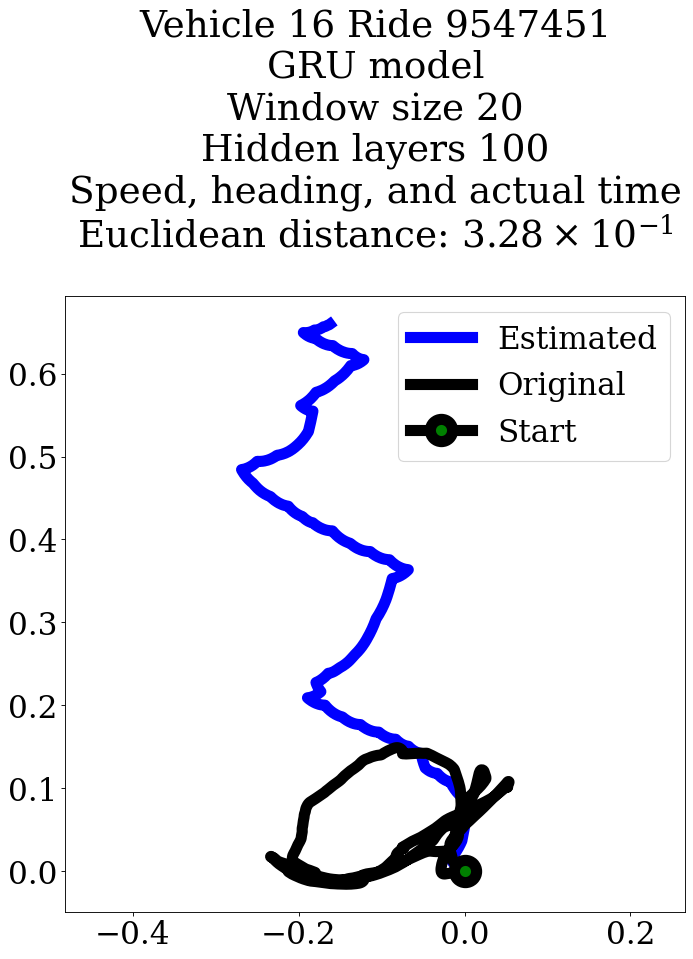 Vehicle 16 Ride 9547451
GRU model
Window size 20
Hidden layers 100
Speed, heading, and actual time
Euclidean distance: 3.28 × 10⁻¹
Estimated
Original
Start
0.6
0.5
0.4
0.3
0.2
0.1
0.0
−0.4 −0.2 0.0 0.2